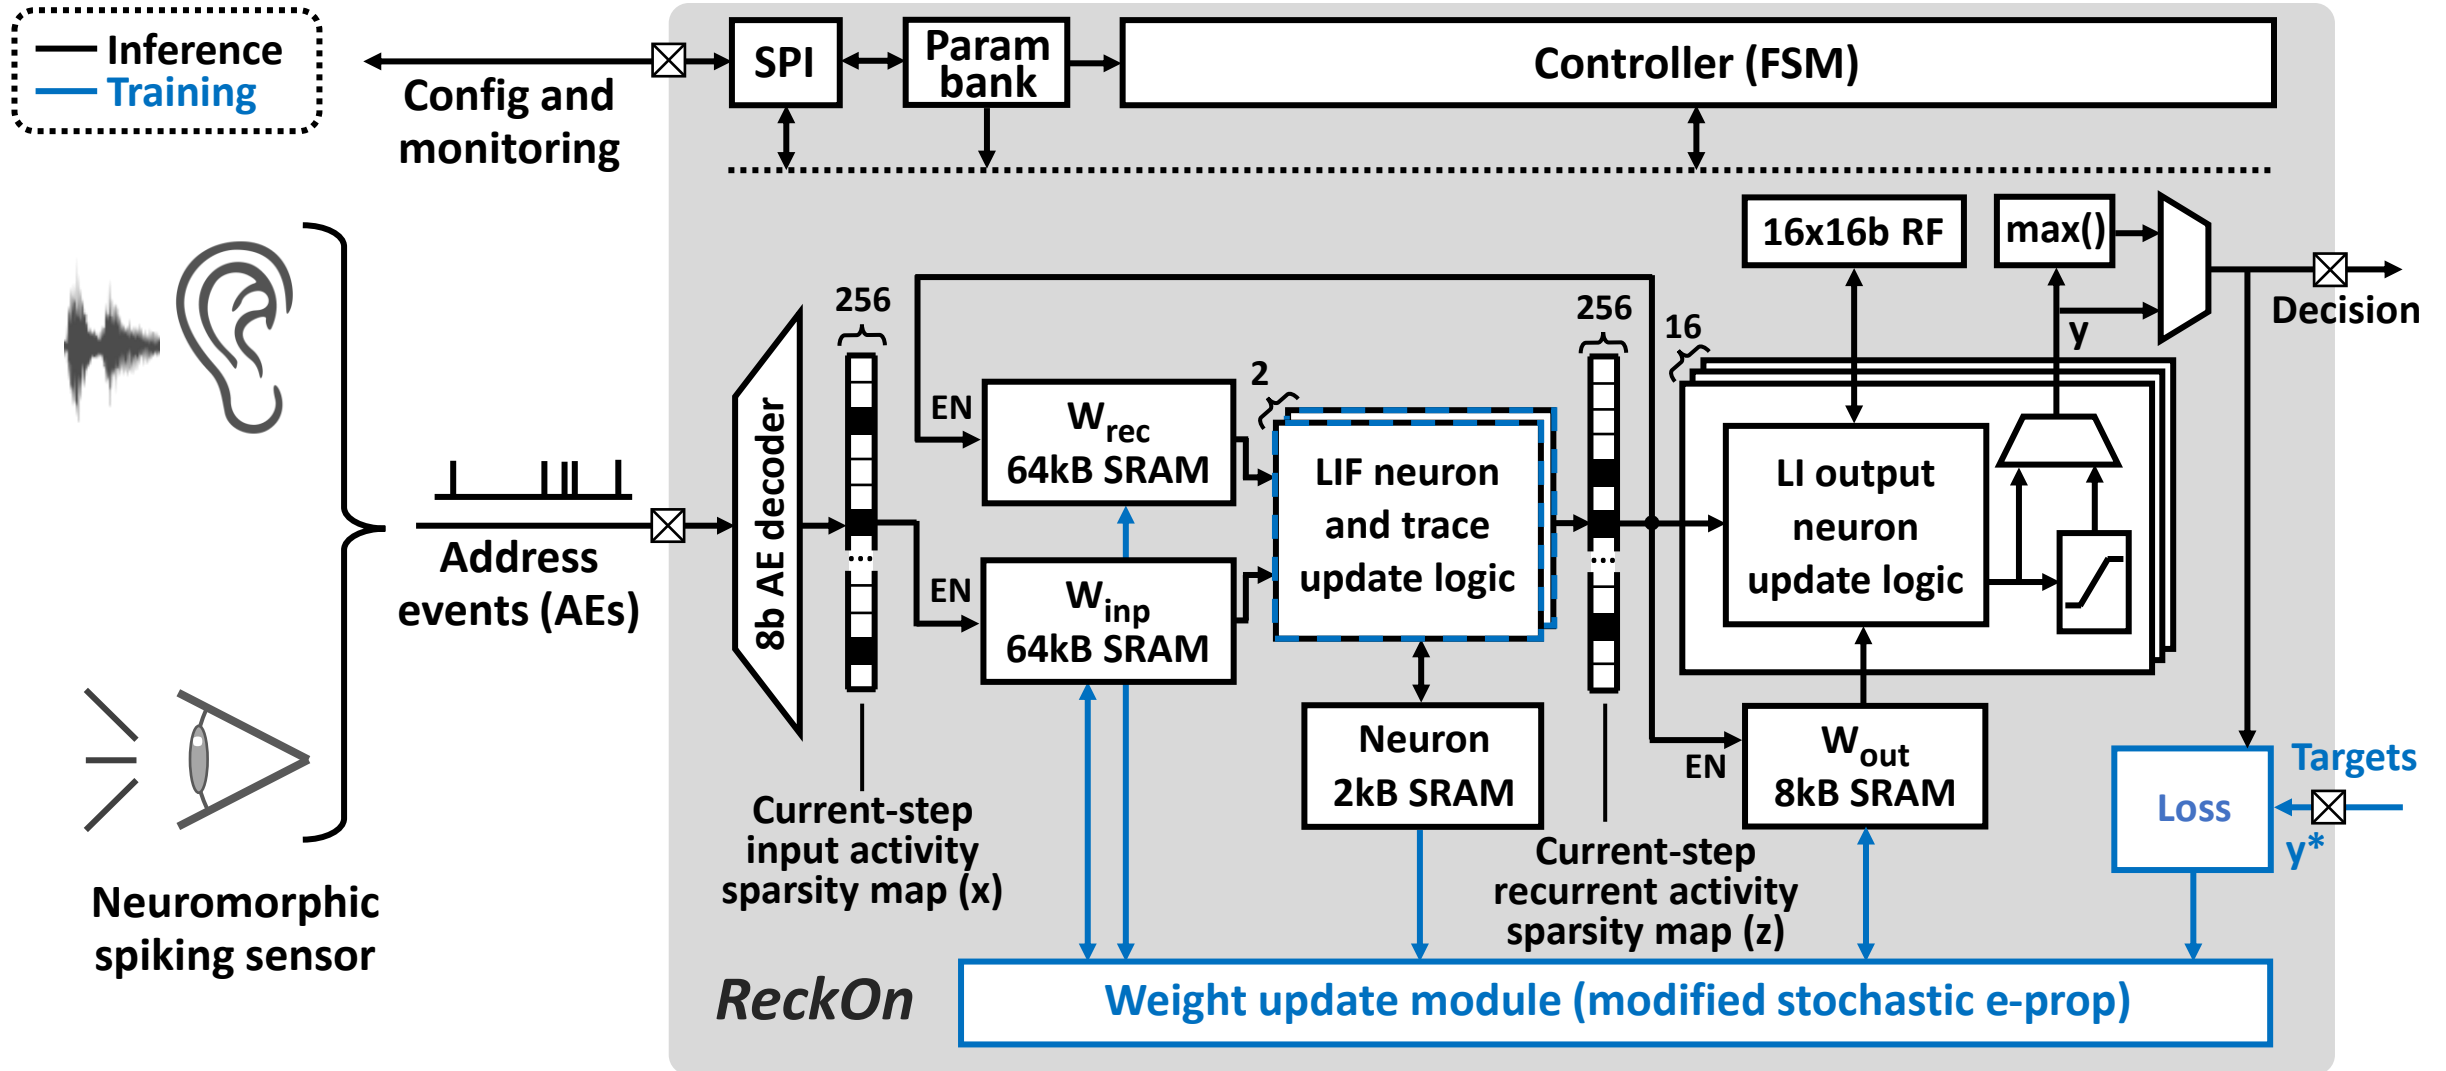 Inference
Training
Config and
monitoring
SPI
Param
bank
Controller (FSM)
16x16b RF
max()
y
Decision
256
8b AE decoder
EN
W_rec
64kB SRAM
EN
W_inp
64kB SRAM
2
LIF neuron
and trace
update logic
256
16
LI output
neuron
update logic
Address
events (AEs)
Neuron
2kB SRAM
EN
W_out
8kB SRAM
Loss
Targets
y*
Current-step
input activity
sparsity map (x)
Current-step
recurrent activity
sparsity map (z)
Neuromorphic
spiking sensor
ReckOn
Weight update module (modified stochastic e-prop)